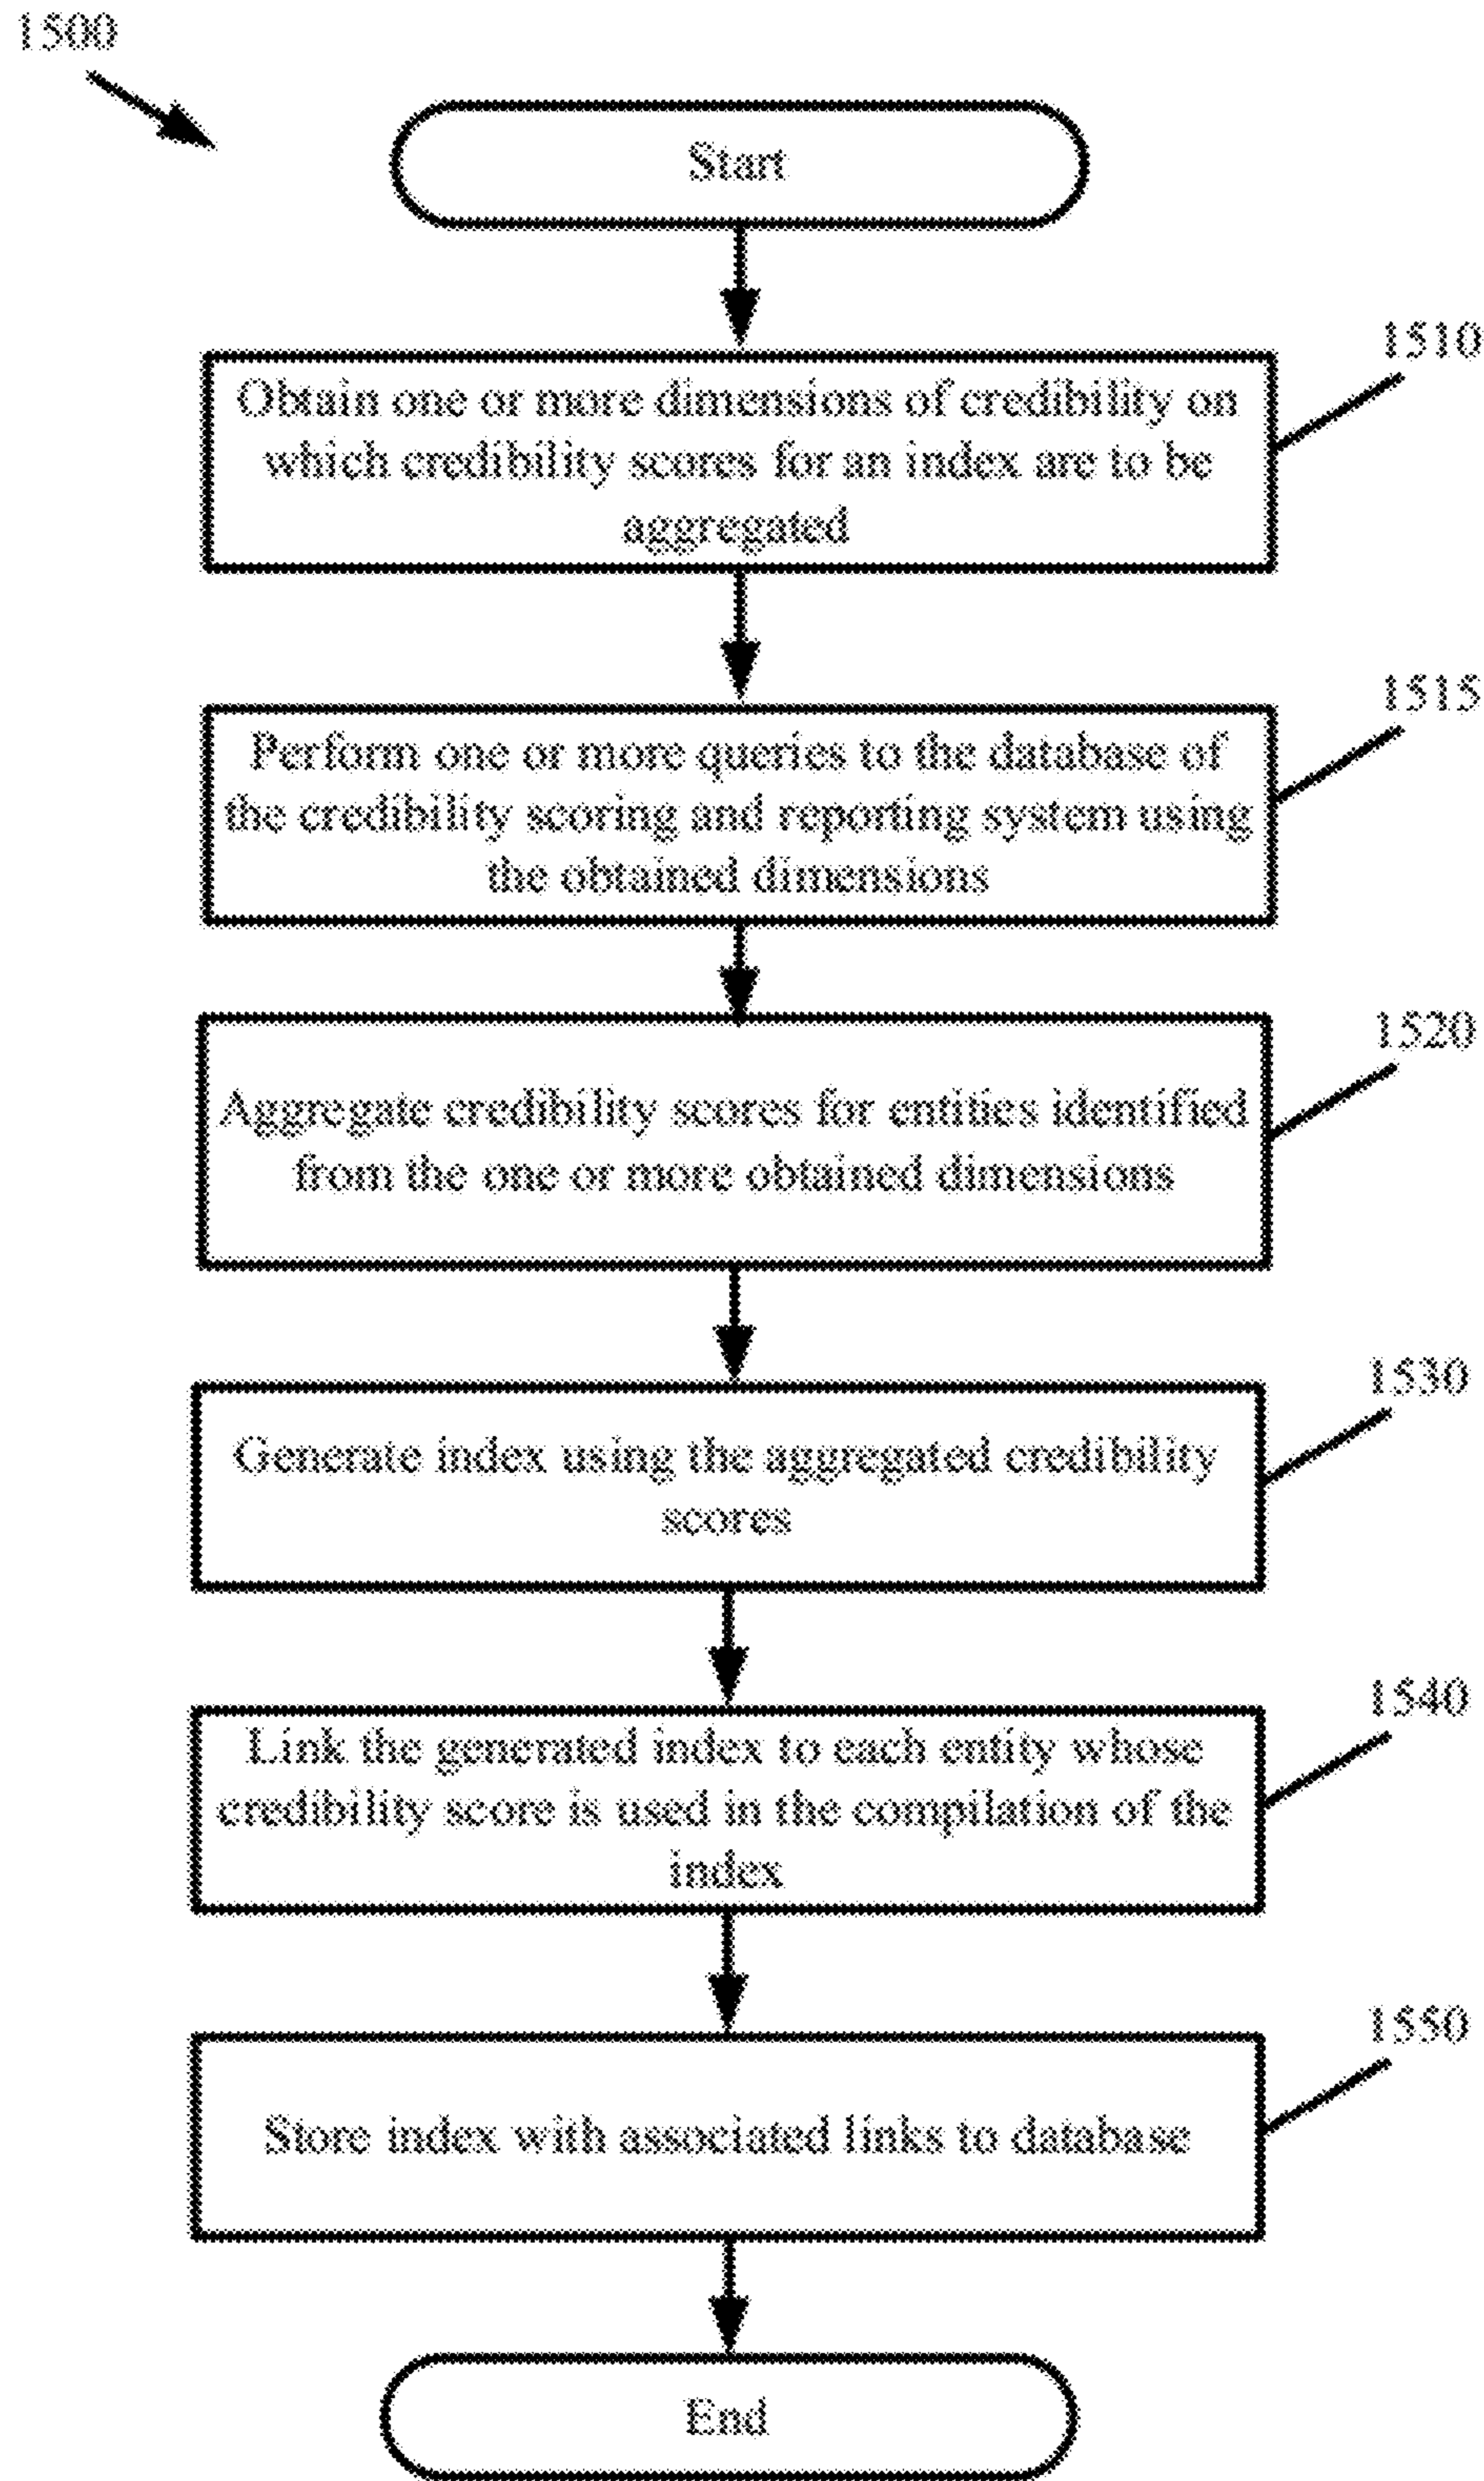 1500
Start
1510
Obtain one or more dimensions of credibility on
which credibility scores for an index are to be
aggregated
1515
Perform one or more queries to the database of
the credibility scoring and reporting system using
the obtained dimensions
1520
Aggregate credibility scores for entities identified
from the one or more obtained dimensions
1530
Generate index using the aggregated credibility
scores
1540
Link the generated index to each entity whose
credibility score is used in the compilation of the
index
1550
Store index with associated links to database
End